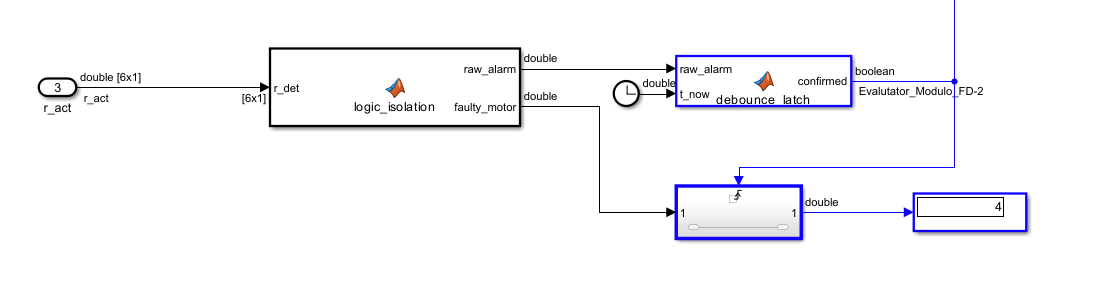 3
r_act
double [6x1]
r_act
[6x1]
r_det
logic_isolation
raw_alarm
faulty_motor
double
double
double
raw_alarm
t_now
debounce_latch
confirmed
boolean
Evalutator_Modulo_FD-2
1
1
double
4